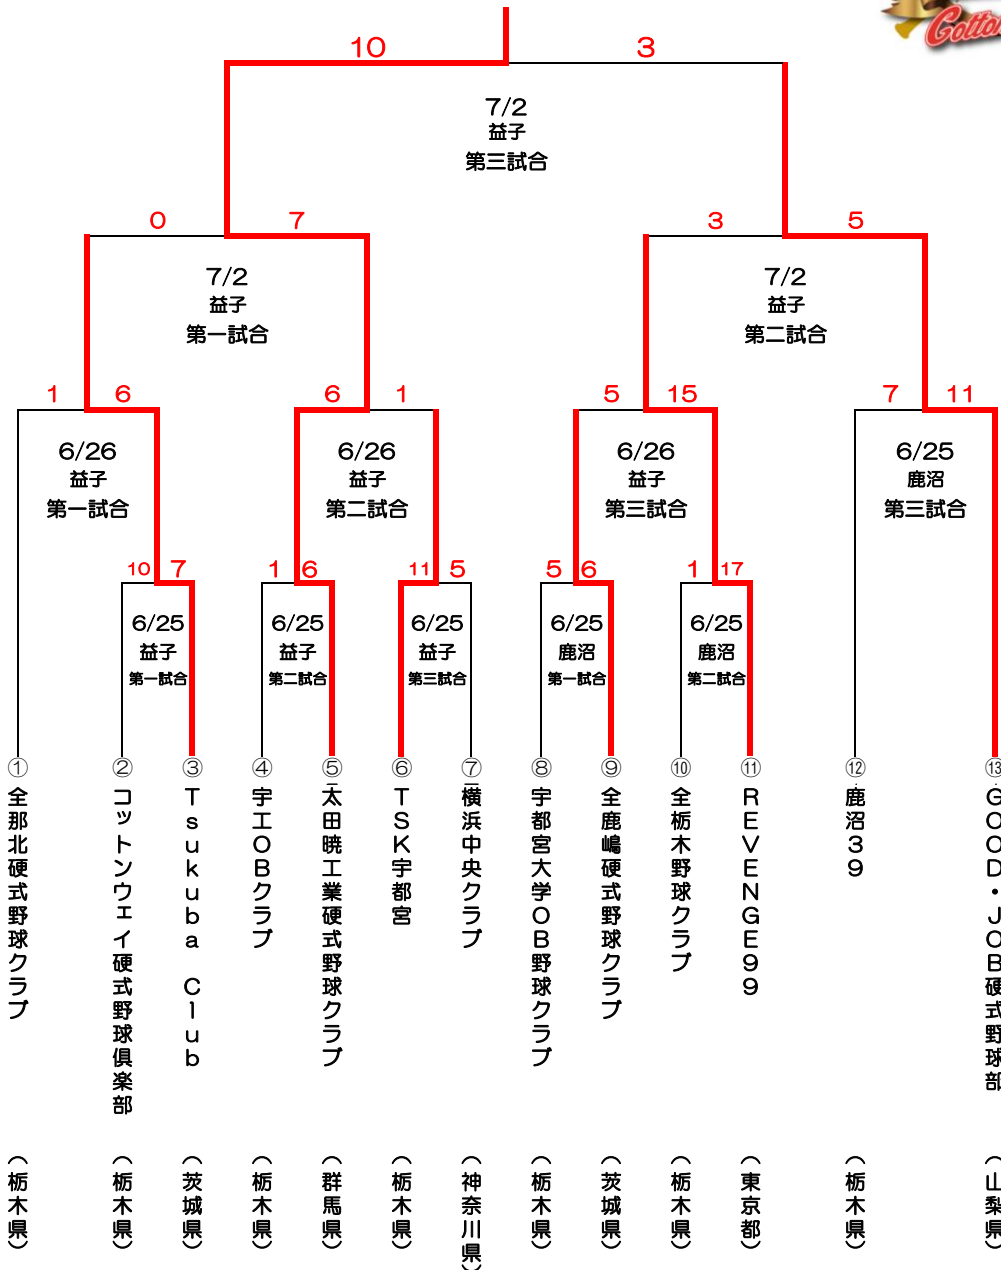 Cotton
10 3
7/2
益子
第三試合
0 7 3 5
7/2 7/2
益子 益子
第一試合 第二試合
1 6 6 1 5 15 7 11
6/26 6/26 6/26 6/25
益子 益子 益子 鹿沼
第一試合 第二試合 第三試合 第三試合
10 7 1 6 11 5 5 6 1 17
6/25 6/25 6/25 6/25 6/25
益子 益子 益子 鹿沼 鹿沼
第一試合 第二試合 第三試合 第一試合 第二試合
①全那北硬式野球クラブ（栃木県）
②コットンウェイ硬式野球倶楽部（栃木県）
③Tsukuba Club（茨城県）
④宇工OBクラブ（栃木県）
⑤太田暁工業硬式野球クラブ（群馬県）
⑥TSK宇都宮（栃木県）
⑦横浜中央クラブ（神奈川県）
⑧宇都宮大学OB野球クラブ（栃木県）
⑨全鹿嶋硬式野球クラブ（茨城県）
⑩全栃木野球クラブ（栃木県）
⑪REVENGE99（東京都）
⑫鹿沼39（栃木県）
⑬GOOD・JOB硬式野球部（山梨県）